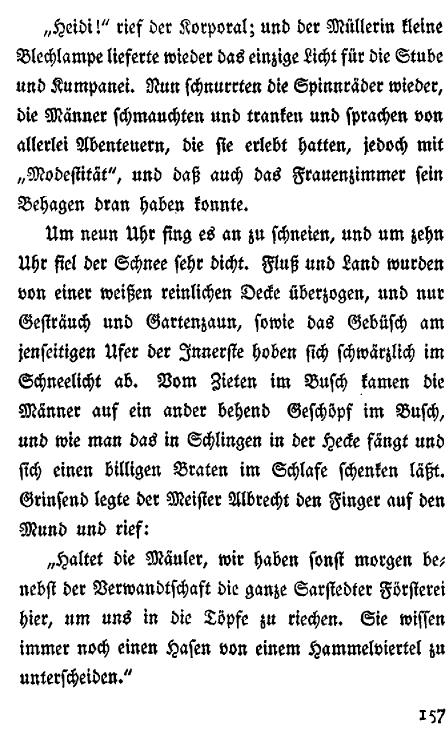 „Heidi!“ rief der Korporal; und der Müllerin kleine
Blechlampe lieferte wieder das einzige Licht für die Stube
und Kumpanei. Nun schnurrten die Spinnräder wieder,
die Männer schmauchten und tranken und sprachen von
allerlei Abenteuern, die sie erlebt hatten, jedoch mit
„Modestität“, und daß auch das Frauenzimmer sein
Behagen dran haben konnte.
Um neun Uhr fing es an zu schneien, und um zehn
Uhr fiel der Schnee sehr dicht. Fluß und Land wurden
von einer weißen reinlichen Decke überzogen, und nur
Gesträuch und Gartenzaun, sowie das Gebüsch am
jenseitigen Ufer der Innerste hoben sich schwärzlich im
Schneelicht ab. Vom Zieten im Busch kamen die
Männer auf ein ander behend Geschöpf im Busch,
und wie man das in Schlingen in der Hecke fängt und
sich einen billigen Braten im Schlafe schenken läßt.
Grinsend legte der Meister Albrecht den Finger auf den
Mund und rief:
„Haltet die Mäuler, wir haben sonst morgen be-
nebst der Verwandtschaft die ganze Sarstedter Försterei
hier, um uns in die Töpfe zu riechen. Sie wissen
immer noch einen Hasen von einem Hammelviertel zu
unterscheiden.“
157